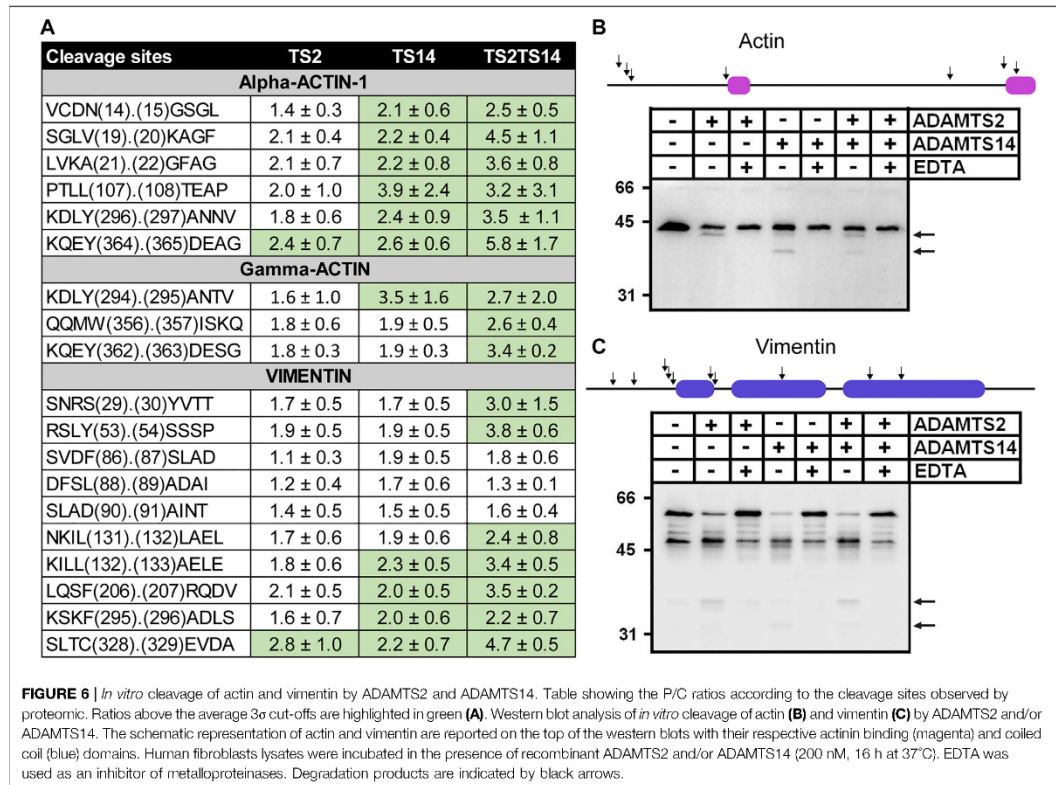 A
Cleavage sites TS2 TS14 TS2TS14
Alpha-ACTIN-1
VCDN(14).(15)GSGL 1.4 ± 0.3 2.1 ± 0.6 2.5 ± 0.5
SGLV(19).(20)KAGF 2.1 ± 0.4 2.2 ± 0.4 4.5 ± 1.1
LVKA(21).(22)GFAG 2.1 ± 0.7 2.2 ± 0.8 3.6 ± 0.8
PTLL(107).(108)TEAP 2.0 ± 1.0 3.9 ± 2.4 3.2 ± 3.1
KDLY(296).(297)ANNV 1.8 ± 0.6 2.4 ± 0.9 3.5 ± 1.1
KQEY(364).(365)DEAG 2.4 ± 0.7 2.6 ± 0.6 5.8 ± 1.7
Gamma-ACTIN
KDLY(294).(295)ANTV 1.6 ± 1.0 3.5 ± 1.6 2.7 ± 2.0
QQMW(356).(357)ISKQ 1.8 ± 0.6 1.9 ± 0.5 2.6 ± 0.4
KQEY(362).(363)DESG 1.8 ± 0.3 1.9 ± 0.3 3.4 ± 0.2
VIMENTIN
SNRS(29).(30)YVTT 1.7 ± 0.5 1.7 ± 0.5 3.0 ± 1.5
RSLY(53).(54)SSSP 1.9 ± 0.5 1.9 ± 0.5 3.8 ± 0.6
SVDF(86).(87)SLAD 1.1 ± 0.3 1.9 ± 0.5 1.8 ± 0.6
DFSL(88).(89)ADAI 1.2 ± 0.4 1.7 ± 0.6 1.3 ± 0.1
SLAD(90).(91)AINT 1.4 ± 0.5 1.5 ± 0.5 1.6 ± 0.4
NKIL(131).(132)LAEL 1.7 ± 0.6 1.9 ± 0.6 2.4 ± 0.8
KILL(132).(133)AELE 1.8 ± 0.6 2.3 ± 0.5 3.4 ± 0.5
LQSF(206).(207)RQDV 2.1 ± 0.5 2.0 ± 0.5 3.5 ± 0.2
KSKF(295).(296)ADLS 1.6 ± 0.7 2.0 ± 0.6 2.2 ± 0.7
SLTC(328).(329)EVDA 2.8 ± 1.0 2.2 ± 0.7 4.7 ± 0.5
B
Actin
- + + - - + + ADAMTS2
- - - + + + + ADAMTS14
- - + - + - + EDTA
66
45
31
C
Vimentin
- + + - - + + ADAMTS2
- - - + + + + ADAMTS14
- - + - + - + EDTA
66
45
31
FIGURE 6 | In vitro cleavage of actin and vimentin by ADAMTS2 and ADAMTS14. Table showing the P/C ratios according to the cleavage sites observed by
proteomic. Ratios above the average 3σ cut-offs are highlighted in green (A). Western blot analysis of in vitro cleavage of actin (B) and vimentin (C) by ADAMTS2 and/or
ADAMTS14. The schematic representation of actin and vimentin are reported on the top of the western blots with their respective actinin binding (magenta) and coiled
coil (blue) domains. Human fibroblasts lysates were incubated in the presence of recombinant ADAMTS2 and/or ADAMTS14 (200 nM, 16 h at 37°C). EDTA was
used as an inhibitor of metalloproteinases. Degradation products are indicated by black arrows.